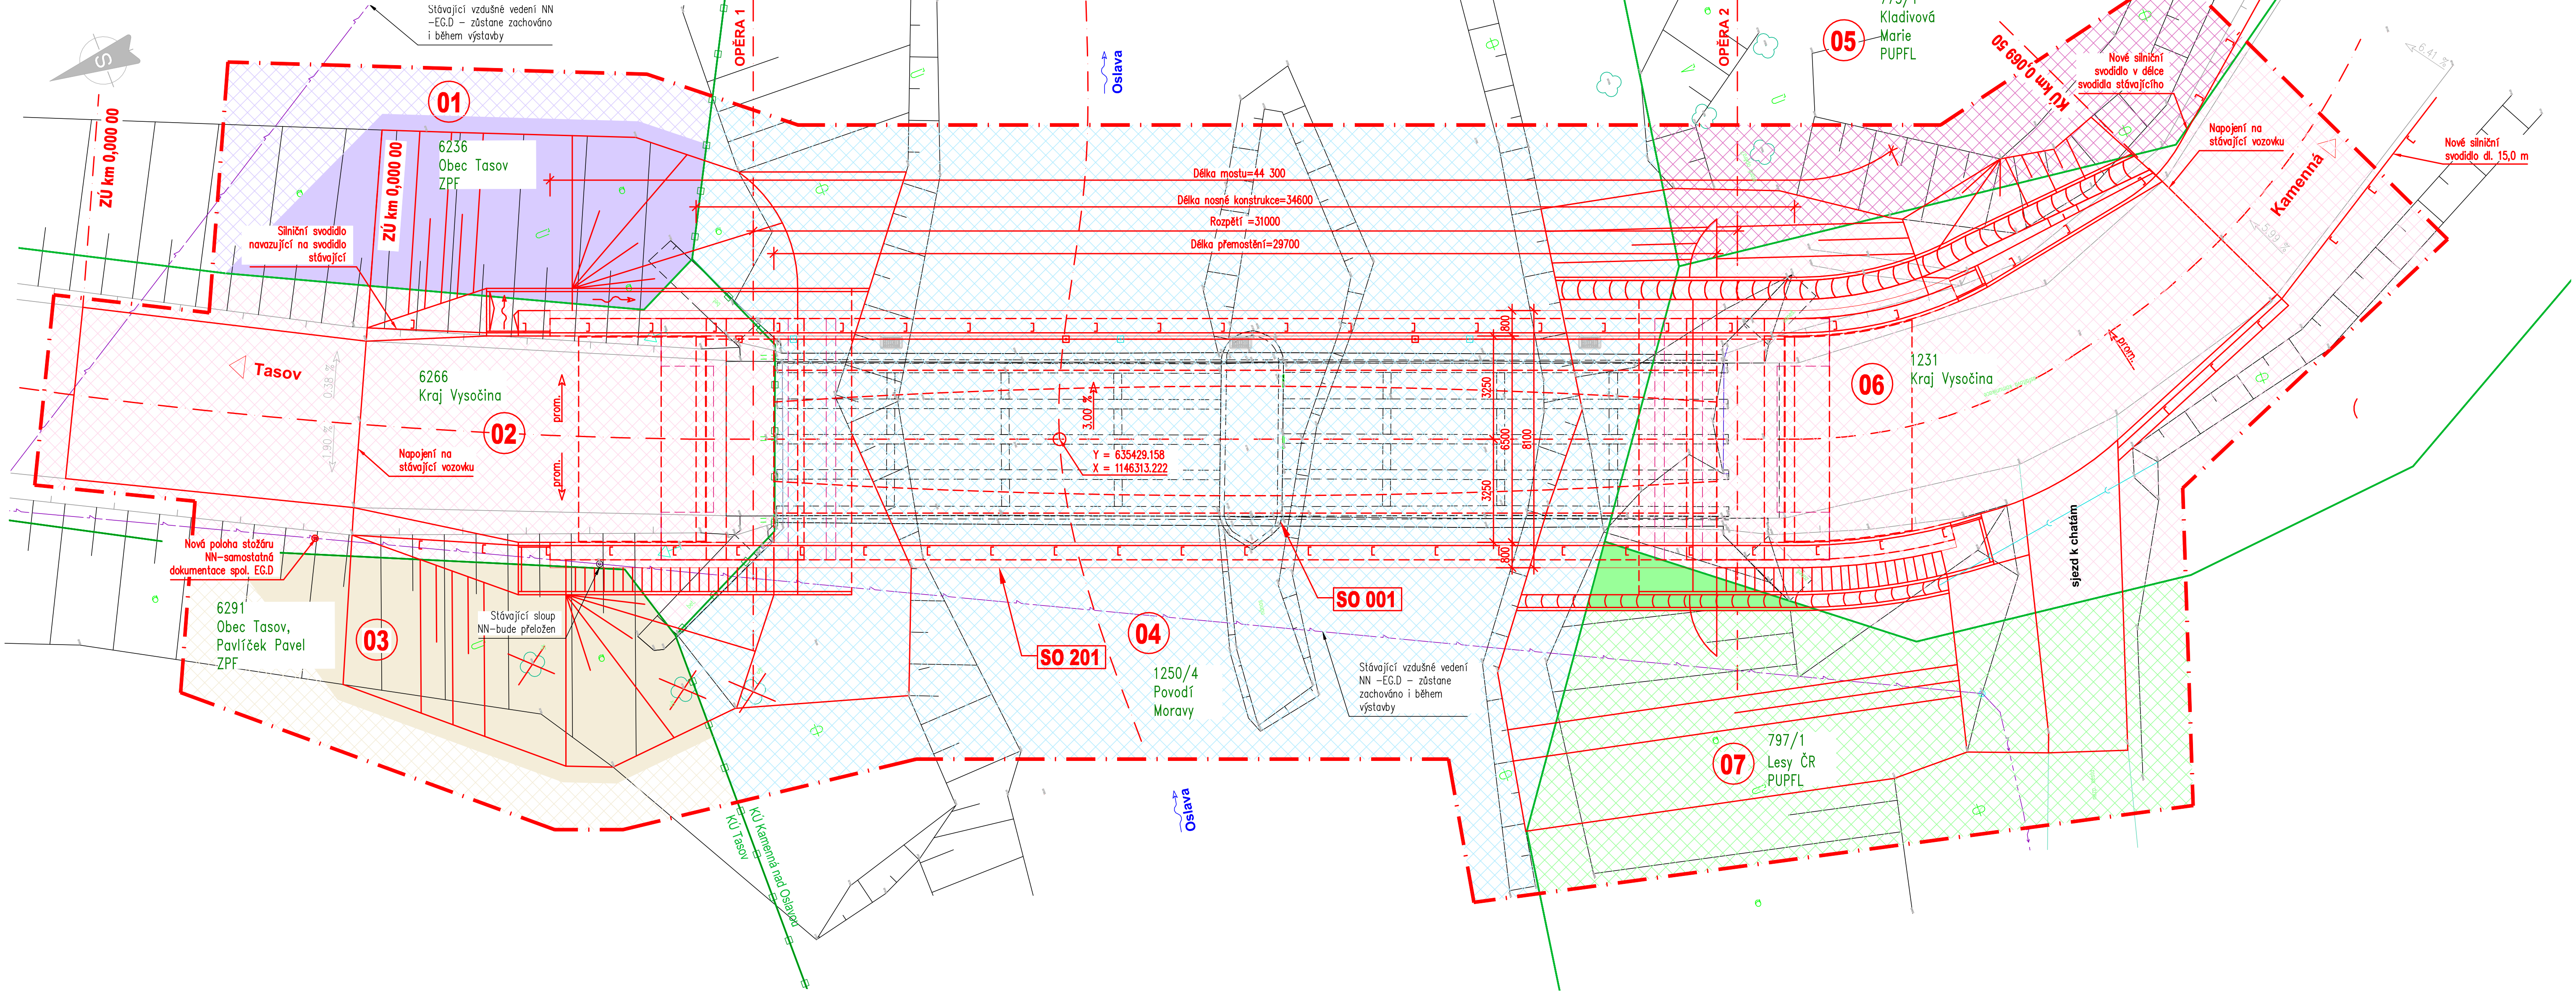 Stávající vzdušné vedení NN
-EG.D - zůstane zachováno
i během výstavby
OPĚRA 1
Oslava
OPĚRA 2
05
Kladivová
Marie
PUPFL
KÚ km 0,069 50
Nové silniční
svodidlo v délce
svodidla stávajícího
6,41 %
S
01
ZÚ km 0,000 00
ZÚ km 0,000 00
6236
Obec Tasov
ZPF
Napojení na
stávající vozovku
Kamenná
Nové silniční
svodidlo dl. 15,0 m
5,99 %
Délka mostu=44 300
Délka nosné konstrukce=34600
Rozpětí =31000
Délka přemostění=29700
Silniční svodidlo
navazující na svodidlo
stávající
800
Tasov
0,38 %
1,90 %
6266
Kraj Vysočina
02
prom.
prom.
Napojení na
stávající vozovku
3,00 %
Y = 635429.158
X = 1146313.222
3250
6500
8100
3250
800
06
1231
Kraj Vysočina
prom.
sjezd k chatám
Nová poloha stožáru
NN-samostatná
dokumentace spol. EG.D
6291
Obec Tasov,
Pavlíček Pavel
ZPF
03
Stávající sloup
NN-bude přeložen
SO 001
SO 201
04
1250/4
Povodí
Moravy
Stávající vzdušné vedení
NN -EG.D - zůstane
zachováno i během
výstavby
07
797/1
Lesy ČR
PUPFL
Oslava
KÚ Kamenná nad Oslavou
KÚ Tasov